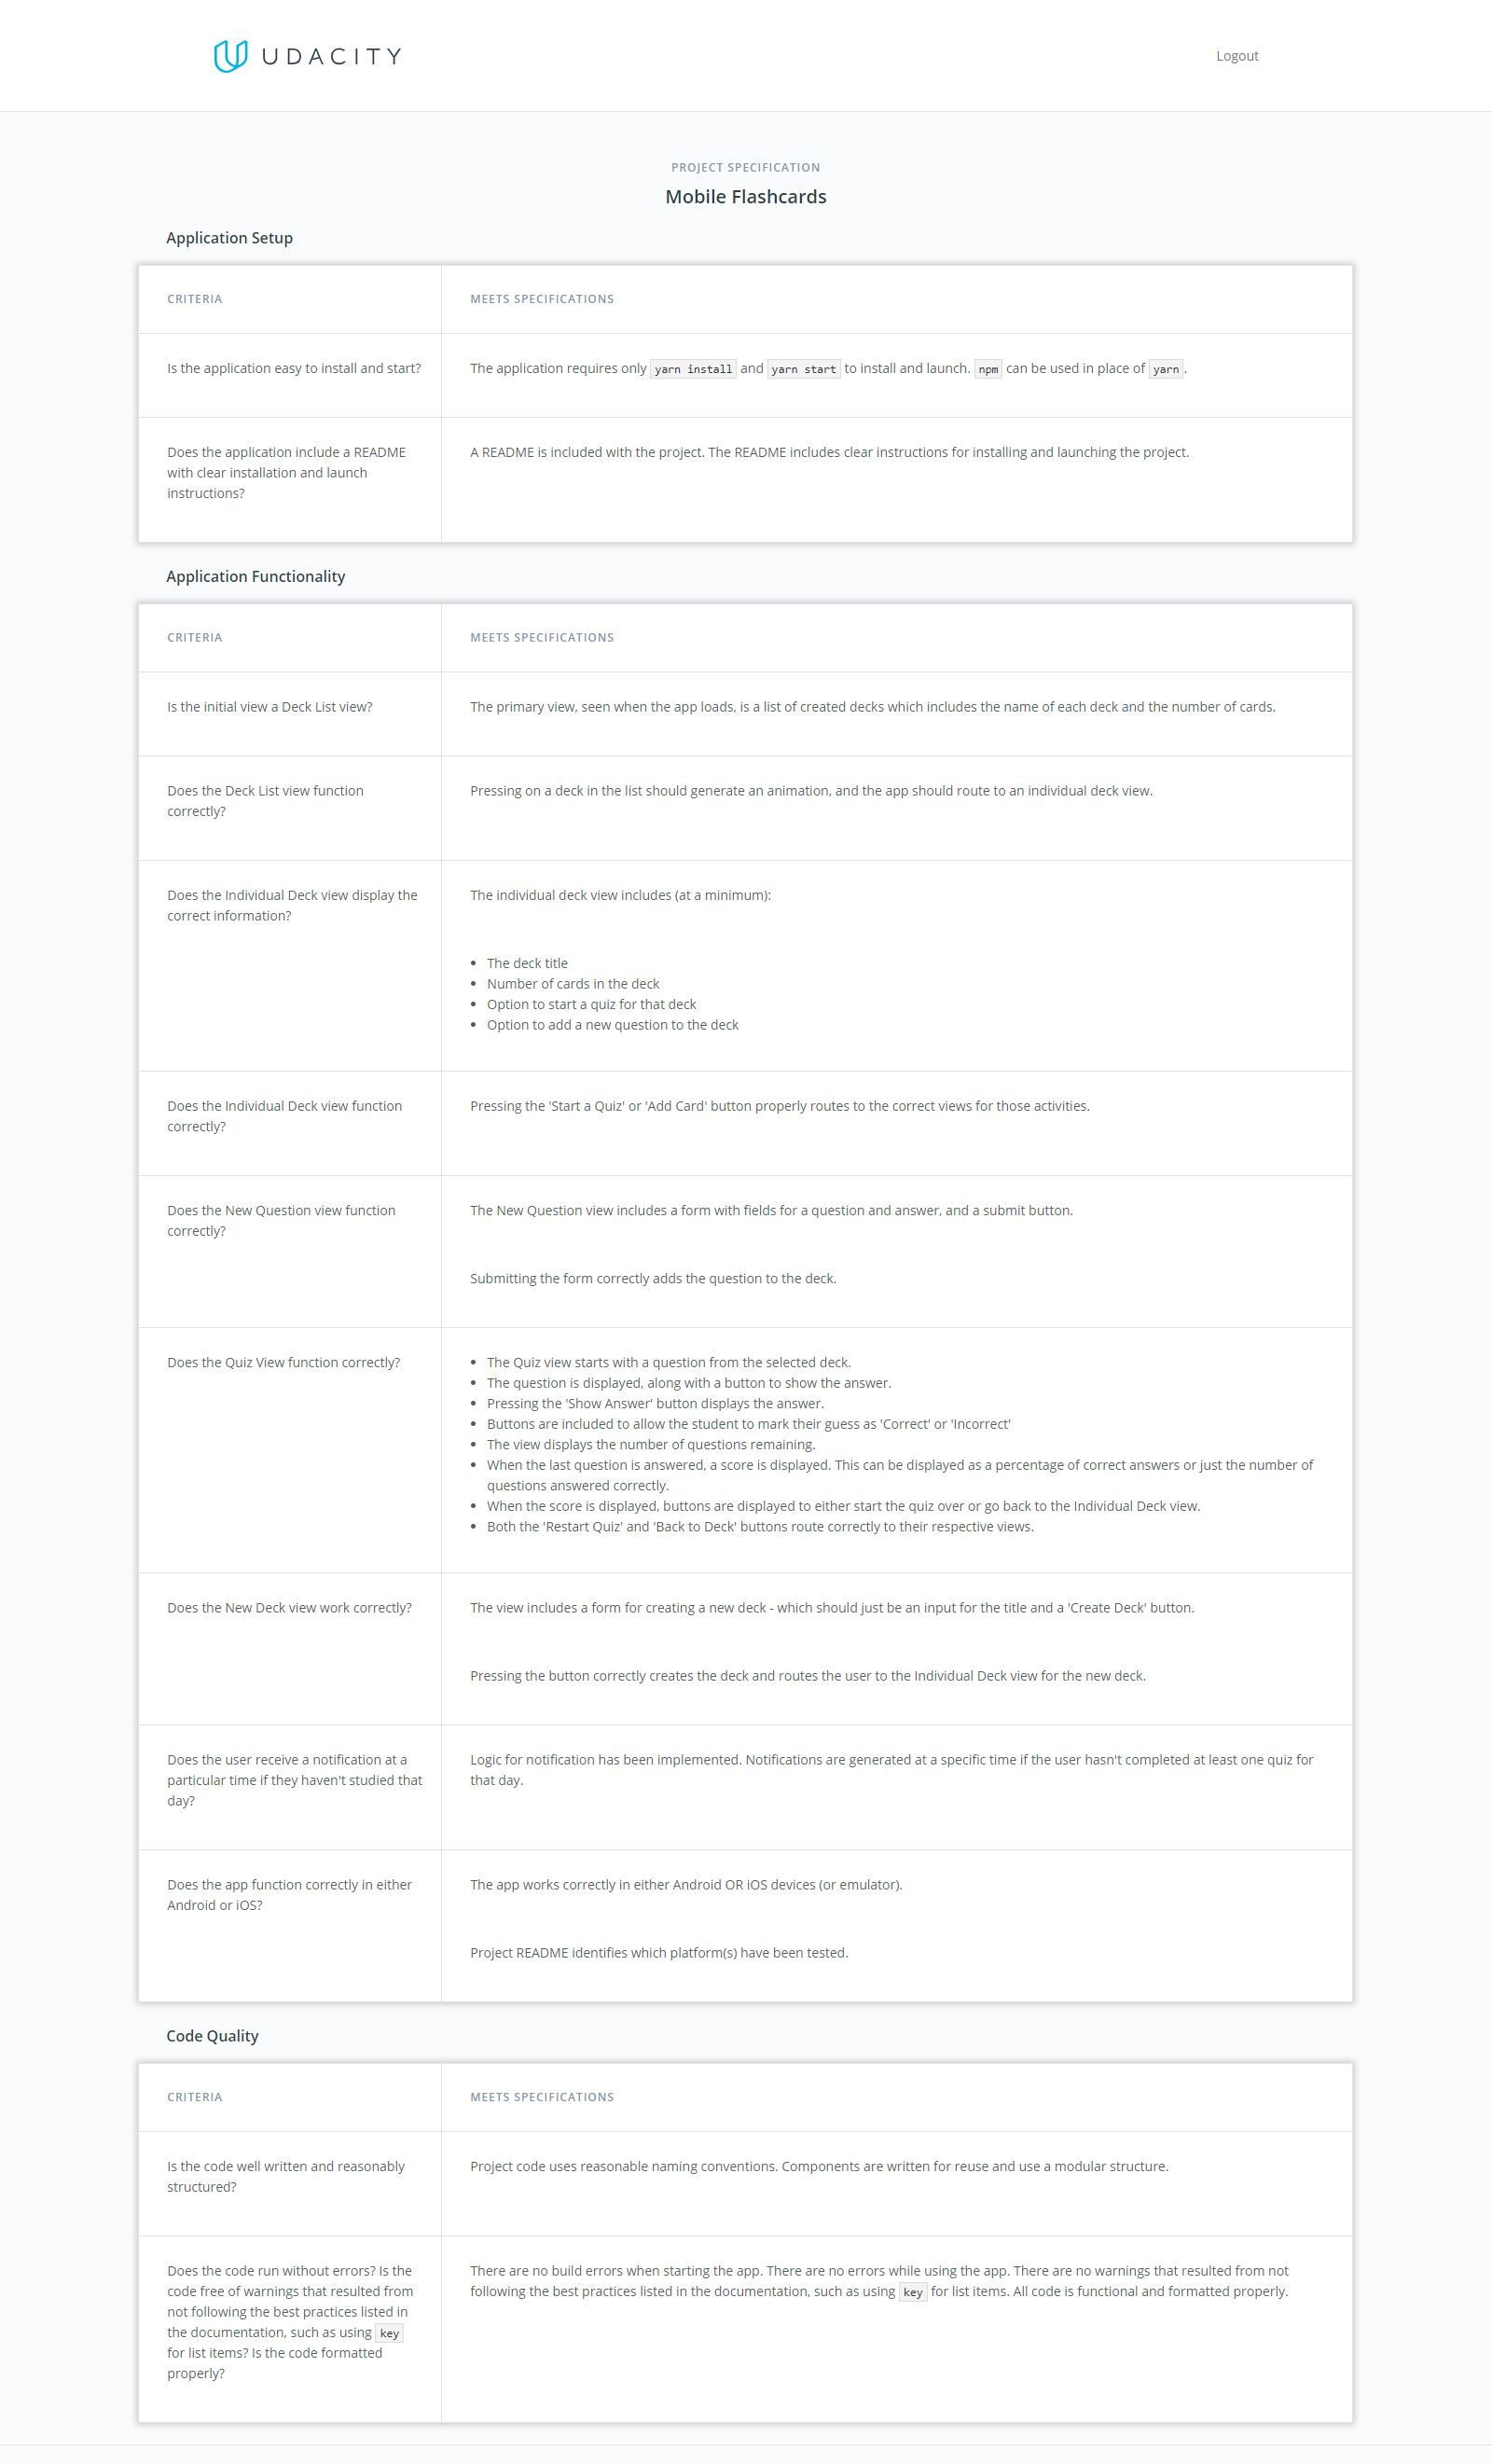 UDACITY
Logout
PROJECT SPECIFICATION
Mobile Flashcards
Application Setup
CRITERIA
MEETS SPECIFICATIONS
Is the application easy to install and start?
The application requires only yarn install and yarn start to install and launch. npm can be used in place of yarn.
Does the application include a README
with clear installation and launch
instructions?
A README is included with the project. The README includes clear instructions for installing and launching the project.
Application Functionality
CRITERIA
MEETS SPECIFICATIONS
Is the initial view a Deck List view?
The primary view, seen when the app loads, is a list of created decks which includes the name of each deck and the number of cards.
Does the Deck List view function
correctly?
Pressing on a deck in the list should generate an animation, and the app should route to an individual deck view.
Does the Individual Deck view display the
correct information?
The individual deck view includes (at a minimum):
• The deck title
• Number of cards in the deck
• Option to start a quiz for that deck
• Option to add a new question to the deck
Does the Individual Deck view function
correctly?
Pressing the 'Start a Quiz' or 'Add Card' button properly routes to the correct views for those activities.
Does the New Question view function
correctly?
The New Question view includes a form with fields for a question and answer, and a submit button.
Submitting the form correctly adds the question to the deck.
Does the Quiz View function correctly?
• The Quiz view starts with a question from the selected deck.
• The question is displayed, along with a button to show the answer.
• Pressing the 'Show Answer' button displays the answer.
• Buttons are included to allow the student to mark their guess as 'Correct' or 'Incorrect'
• The view displays the number of questions remaining.
• When the last question is answered, a score is displayed. This can be displayed as a percentage of correct answers or just the number of
questions answered correctly.
• When the score is displayed, buttons are displayed to either start the quiz over or go back to the Individual Deck view.
• Both the 'Restart Quiz' and 'Back to Deck' buttons route correctly to their respective views.
Does the New Deck view work correctly?
The view includes a form for creating a new deck - which should just be an input for the title and a 'Create Deck' button.
Pressing the button correctly creates the deck and routes the user to the Individual Deck view for the new deck.
Does the user receive a notification at a
particular time if they haven't studied that
day?
Logic for notification has been implemented. Notifications are generated at a specific time if the user hasn't completed at least one quiz for
that day.
Does the app function correctly in either
Android or iOS?
The app works correctly in either Android OR iOS devices (or emulator).
Project README identifies which platform(s) have been tested.
Code Quality
CRITERIA
MEETS SPECIFICATIONS
Is the code well written and reasonably
structured?
Project code uses reasonable naming conventions. Components are written for reuse and use a modular structure.
Does the code run without errors? Is the
code free of warnings that resulted from
not following the best practices listed in
the documentation, such as using key
for list items? Is the code formatted
properly?
There are no build errors when starting the app. There are no errors while using the app. There are no warnings that resulted from not
following the best practices listed in the documentation, such as using key for list items. All code is functional and formatted properly.